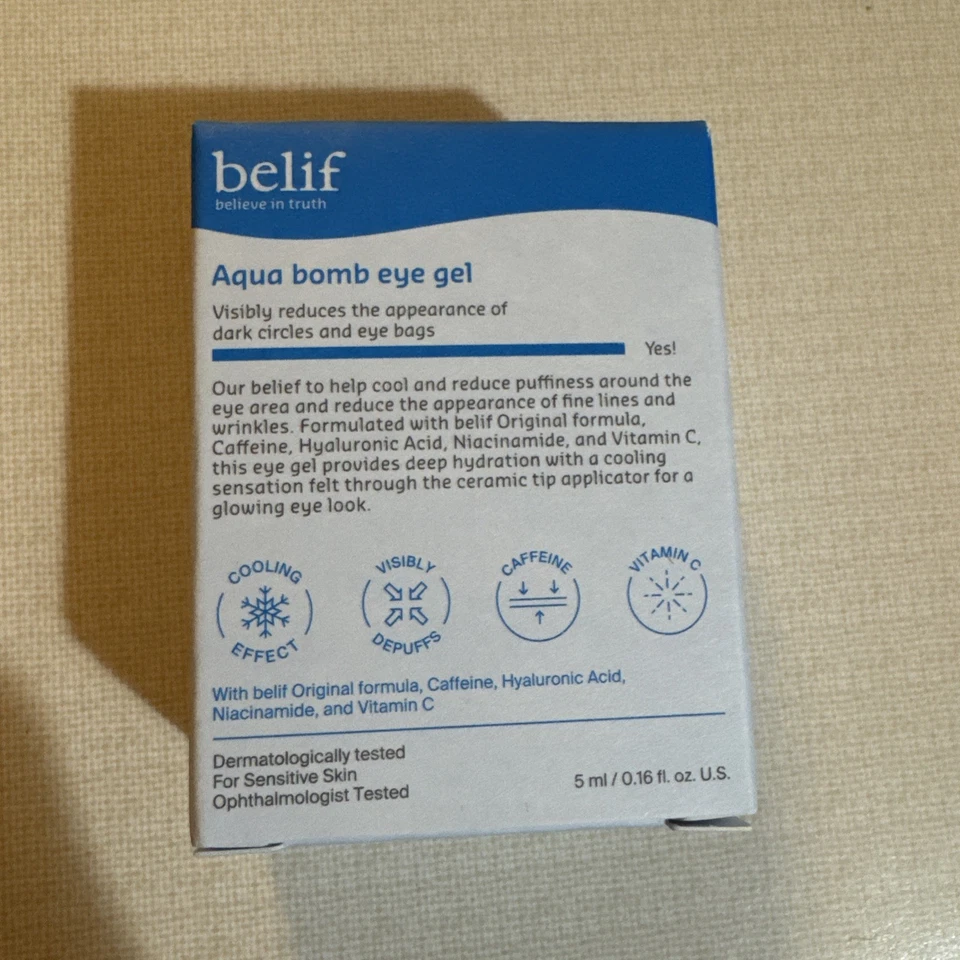 belif
believe in truth
Aqua bomb eye gel
Visibly reduces the appearance of
dark circles and eye bags
Yes!
Our belief to help cool and reduce puffiness around the
eye area and reduce the appearance of fine lines and
wrinkles. Formulated with belif Original formula,
Caffeine, Hyaluronic Acid, Niacinamide, and Vitamin C,
this eye gel provides deep hydration with a cooling
sensation felt through the ceramic tip applicator for a
glowing eye look.
COOLING
EFFECT
VISIBLY
DEPUFFS
CAFFEINE
VITAMIN C
With belif Original formula, Caffeine, Hyaluronic Acid,
Niacinamide, and Vitamin C
Dermatologically tested
For Sensitive Skin
Ophthalmologist Tested
5 ml / 0.16 fl. oz. U.S.